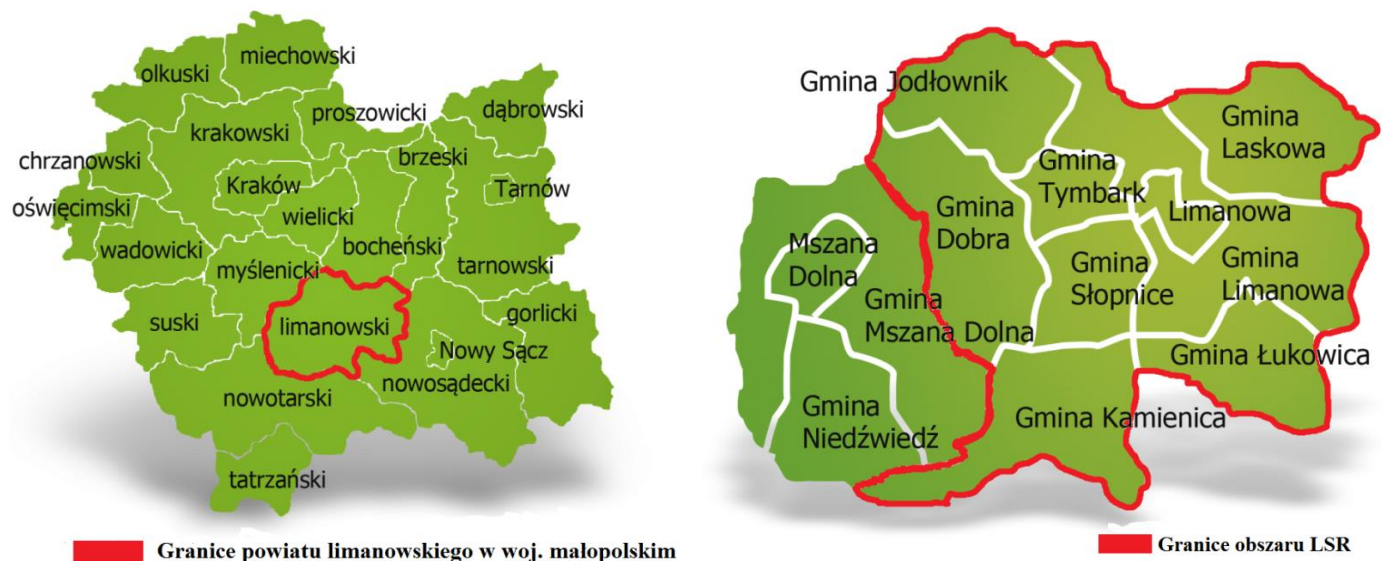 olkuski
miechowski
proszowicki
dąbrowski
krakowski
chrzanowski
brzeski
Kraków
Tarnów
oświęcimski
wielicki
wadowicki
bocheński
myślenicki
tarnowski
suski
limanowski
gorlicki
Nowy Sącz
nowosądecki
nowotarski
tatrzański
Granice powiatu limanowskiego w woj. małopolskim
Gmina Jodłownik
Gmina
Laskowa
Gmina
Tymbark
Limanowa
Gmina
Dobra
Mszana
Dolna
Gmina
Słopnice
Gmina
Limanowa
Gmina
Mszana Dolna
Gmina Łukowica
Gmina
Niedźwiedź
Gmina Kamienica
Granice obszaru LSR